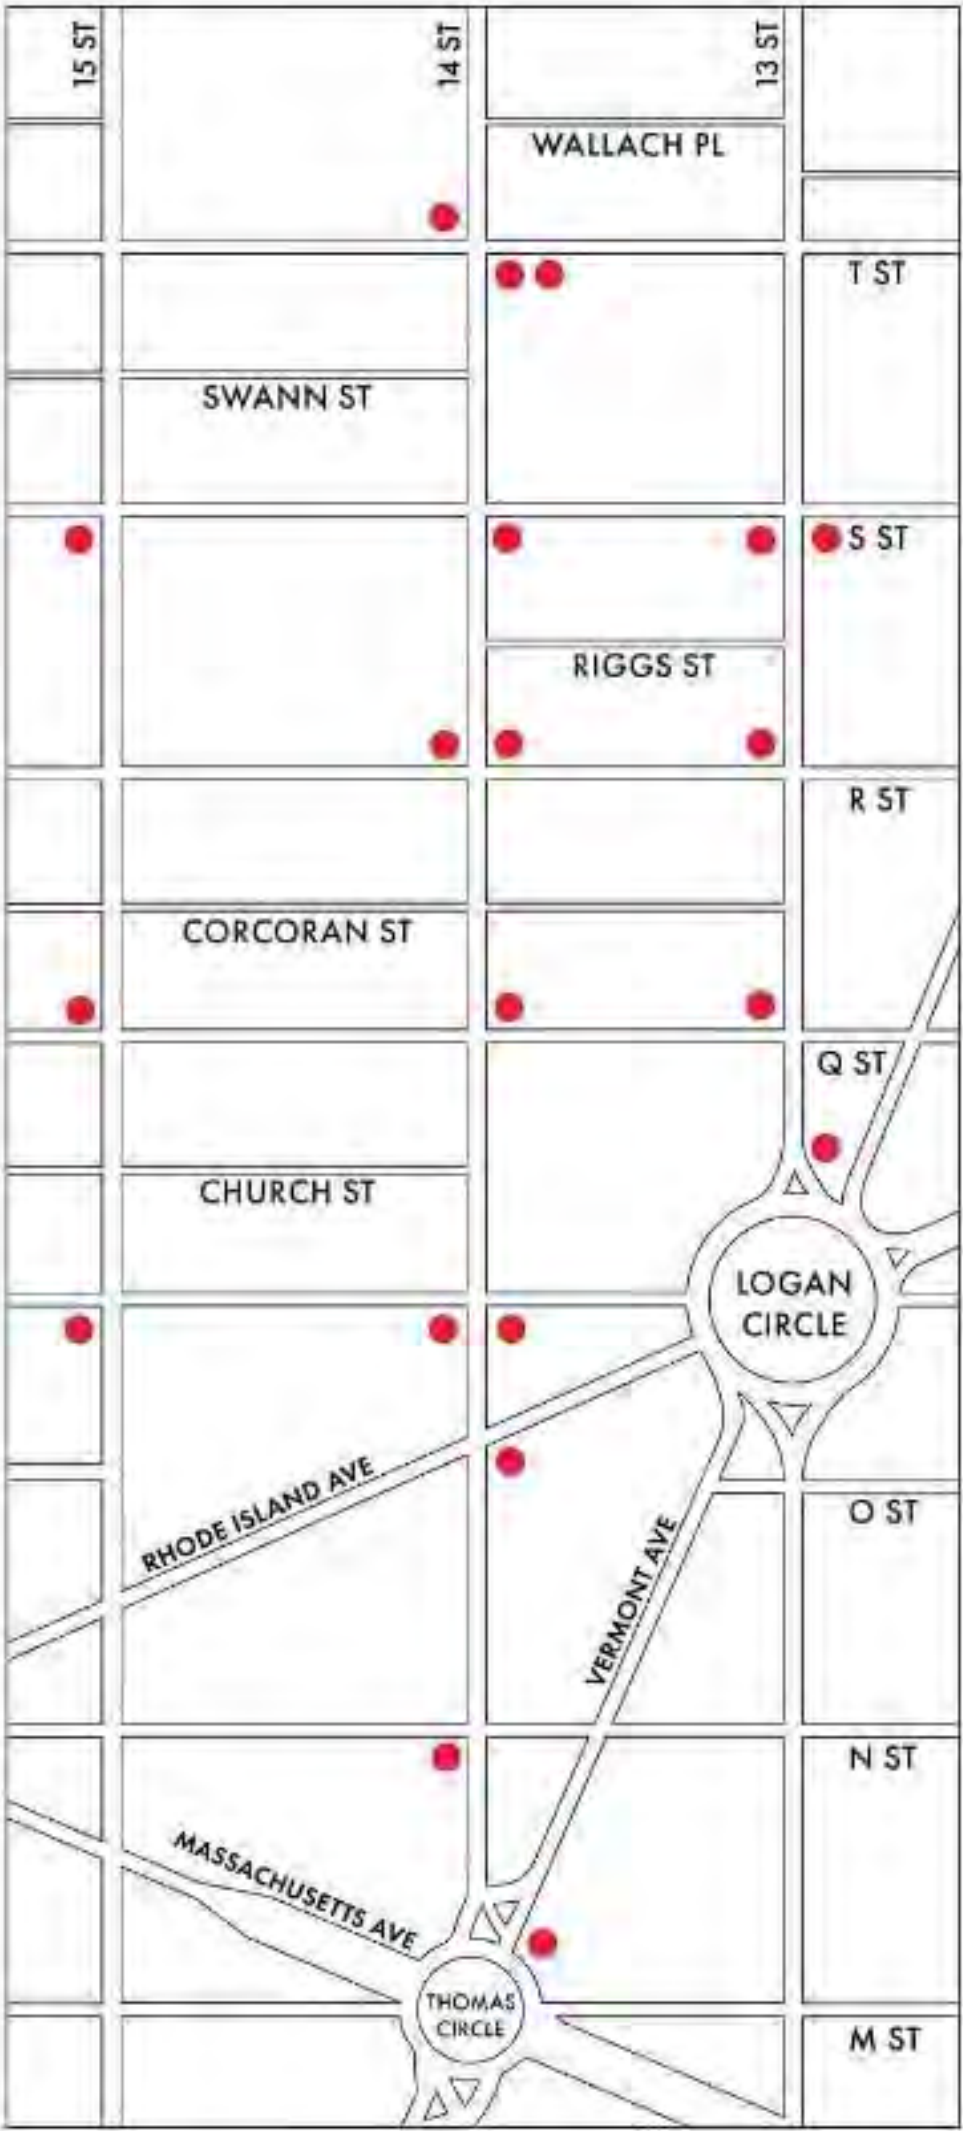 15 ST
14 ST
13 ST
WALLACH PL
T ST
SWANN ST
S ST
RIGGS ST
R ST
CORCORAN ST
Q ST
CHURCH ST
LOGAN
CIRCLE
RHODE ISLAND AVE
O ST
VERMONT AVE
N ST
MASSACHUSETTS AVE
THOMAS
CIRCLE
M ST